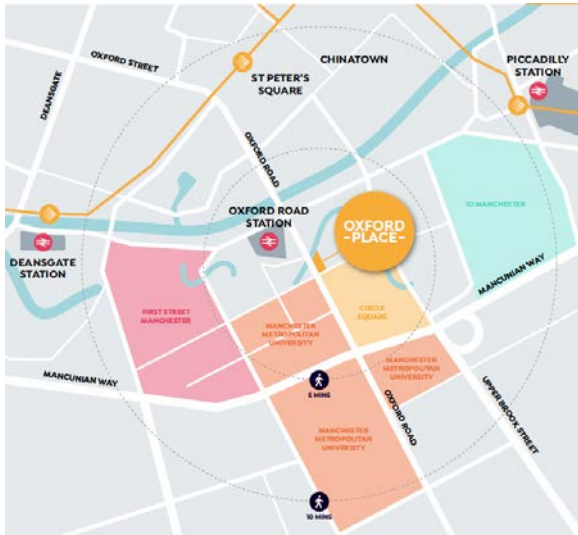 OXFORD STREET
CHINATOWN
PICCADILLY
STATION
DEANSGATE
ST PETER'S
SQUARE
OXFORD ROAD
OXFORD
-PLACE-
OXFORD ROAD
STATION
ID MANCHESTER
DEANSGATE
STATION
MANCUNIAN WAY
FIRST STREET
MANCHESTER
CIRCLE
SQUARE
MANCHESTER
METROPOLITAN
UNIVERSITY
MANCHESTER
METROPOLITAN
UNIVERSITY
MANCUNIAN WAY
5 MINS
OXFORD ROAD
UPPER BROOK STREET
MANCHESTER
METROPOLITAN
UNIVERSITY
10 MINS